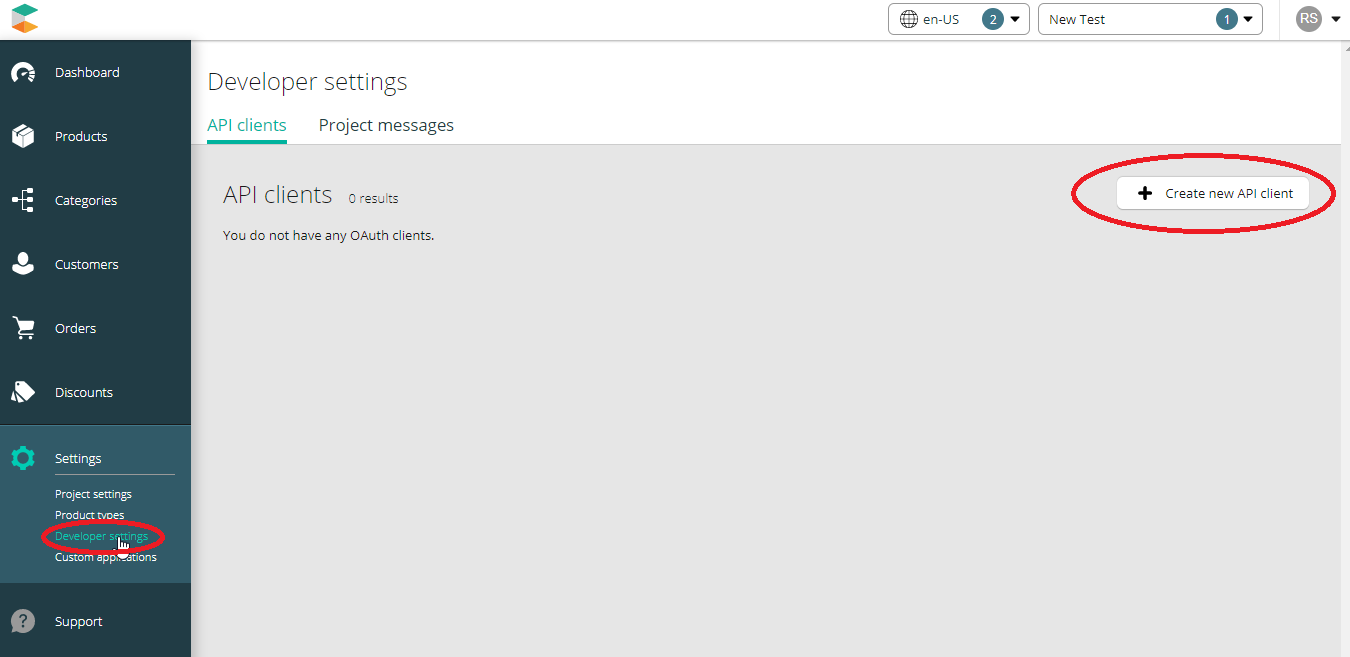 en-US 2 New Test 1 RS
Dashboard
Products
Categories
Customers
Orders
Discounts
Settings
Project settings
Product types
Developer settings
Custom applications
? Support
Developer settings
API clients Project messages
API clients 0 results
+ Create new API client
You do not have any OAuth clients.